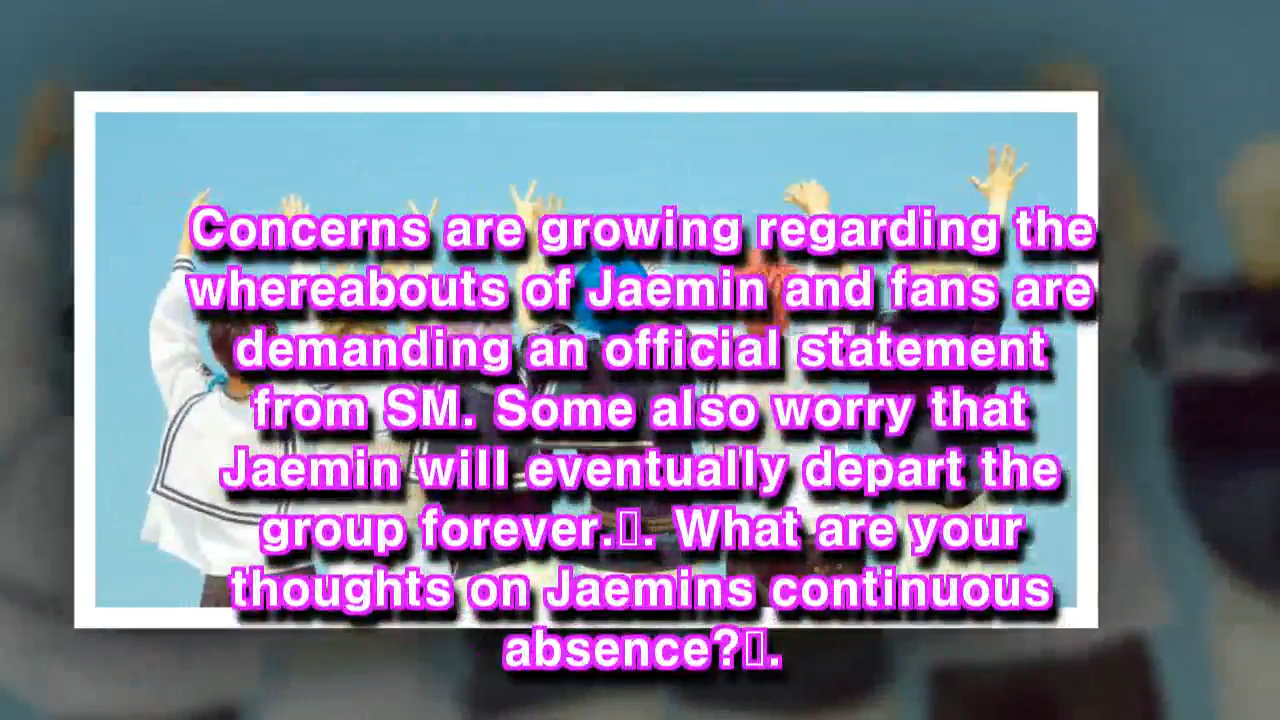 Concerns are growing regarding the
whereabouts of Jaemin and fans are
demanding an official statement
from SM. Some also worry that
Jaemin will eventually depart the
group forever.▯. What are your
thoughts on Jaemins continuous
absence?▯.